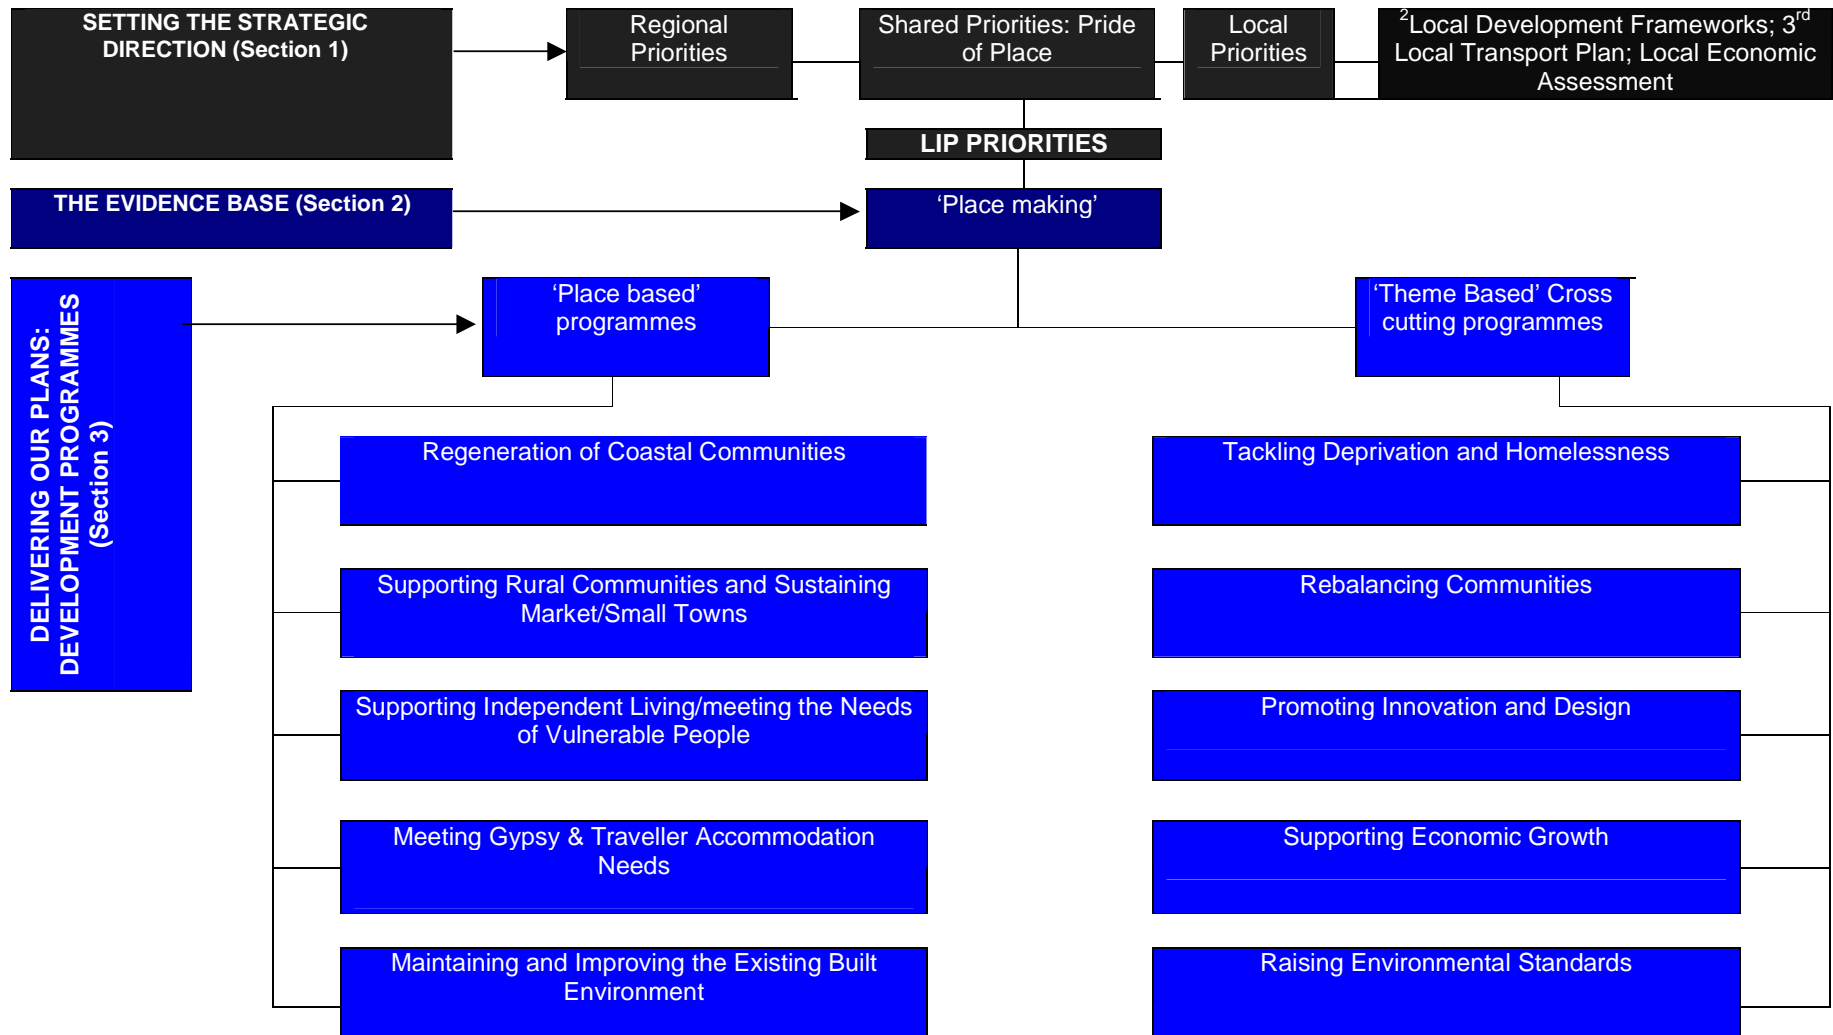 SETTING THE STRATEGIC
DIRECTION (Section 1)
Regional
Priorities
Shared Priorities: Pride
of Place
Local
Priorities
²Local Development Frameworks; 3rd
Local Transport Plan; Local Economic
Assessment
LIP PRIORITIES
THE EVIDENCE BASE (Section 2)
‘Place making’
DELIVERING OUR PLANS:
DEVELOPMENT PROGRAMMES
(Section 3)
‘Place based’
programmes
‘Theme Based’ Cross
cutting programmes
Regeneration of Coastal Communities
Supporting Rural Communities and Sustaining
Market/Small Towns
Supporting Independent Living/meeting the Needs
of Vulnerable People
Meeting Gypsy & Traveller Accommodation
Needs
Maintaining and Improving the Existing Built
Environment
Tackling Deprivation and Homelessness
Rebalancing Communities
Promoting Innovation and Design
Supporting Economic Growth
Raising Environmental Standards